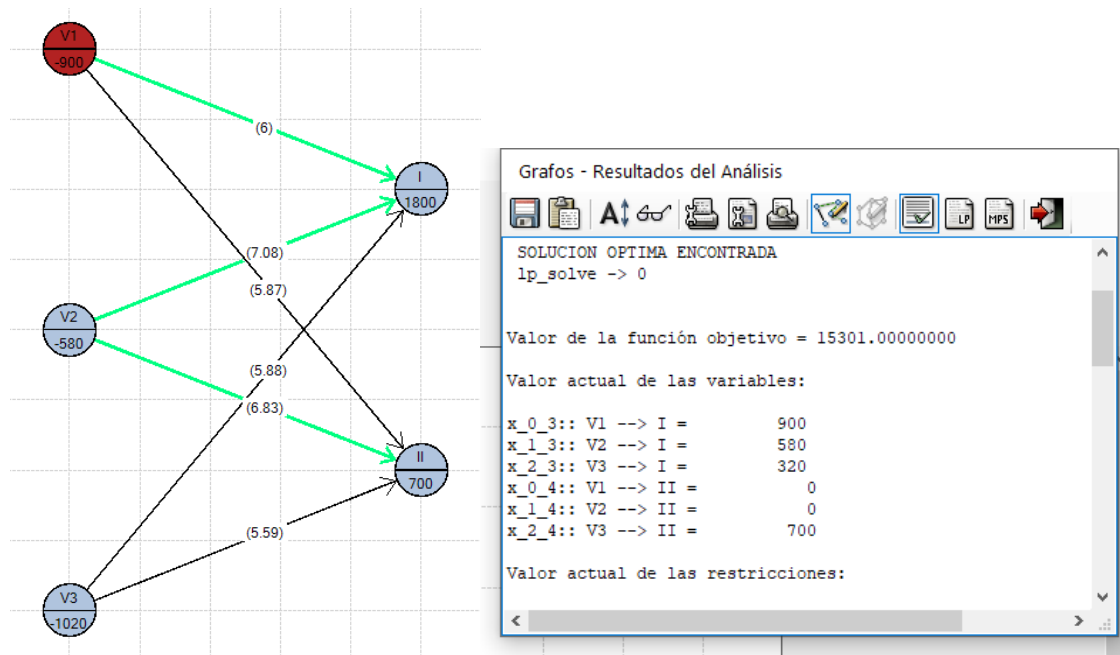 V1
-900
(6)
I
1800
(7.08)
(5.87)
V2
-580
(5.88)
(6.83)
II
700
(5.59)
V3
-1020
Grafos - Resultados del Análisis
A
LP
MPS
SOLUCION OPTIMA ENCONTRADA
lp_solve -> 0
Valor de la función objetivo = 15301.00000000
Valor actual de las variables:
x_0_3:: V1 --> I = 900
x_1_3:: V2 --> I = 580
x_2_3:: V3 --> I = 320
x_0_4:: V1 --> II = 0
x_1_4:: V2 --> II = 0
x_2_4:: V3 --> II = 700
Valor actual de las restricciones: